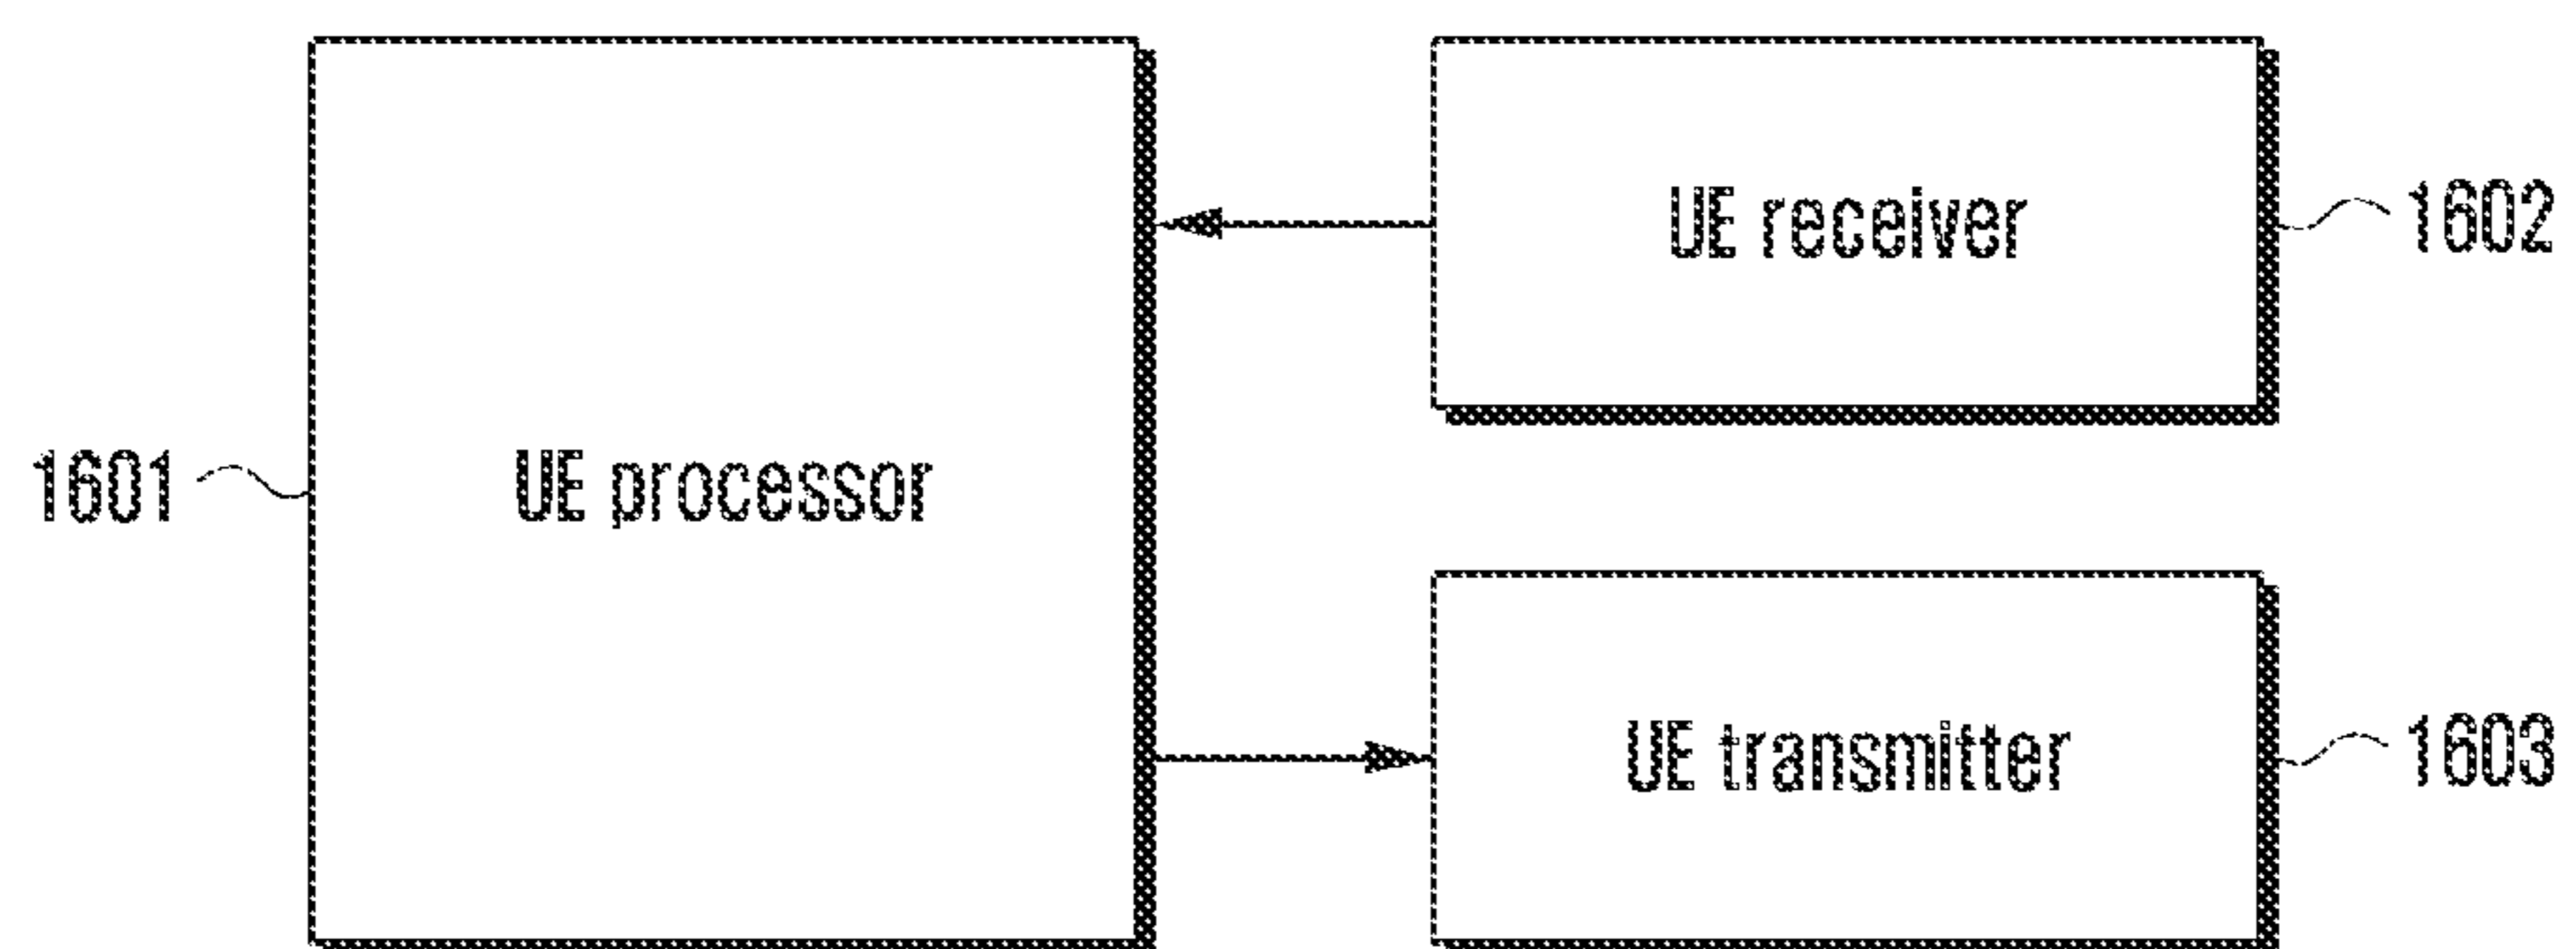 UE receiver
1602
1601
UE processor
UE transmitter
1603